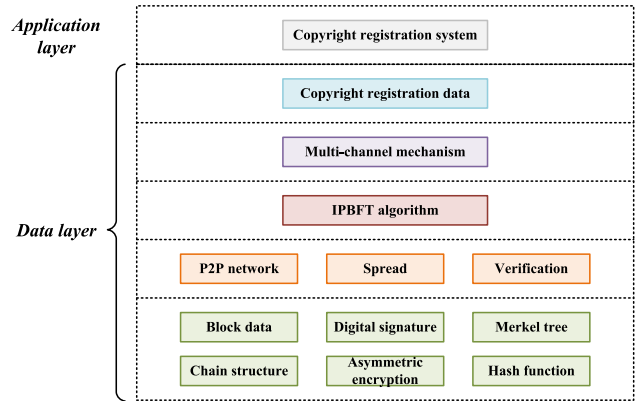 Application
layer
Copyright registration system
Copyright registration data
Multi-channel mechanism
IPBFT algorithm
Data layer
P2P network
Spread
Verification
Block data
Digital signature
Merkel tree
Chain structure
Asymmetric
encryption
Hash function